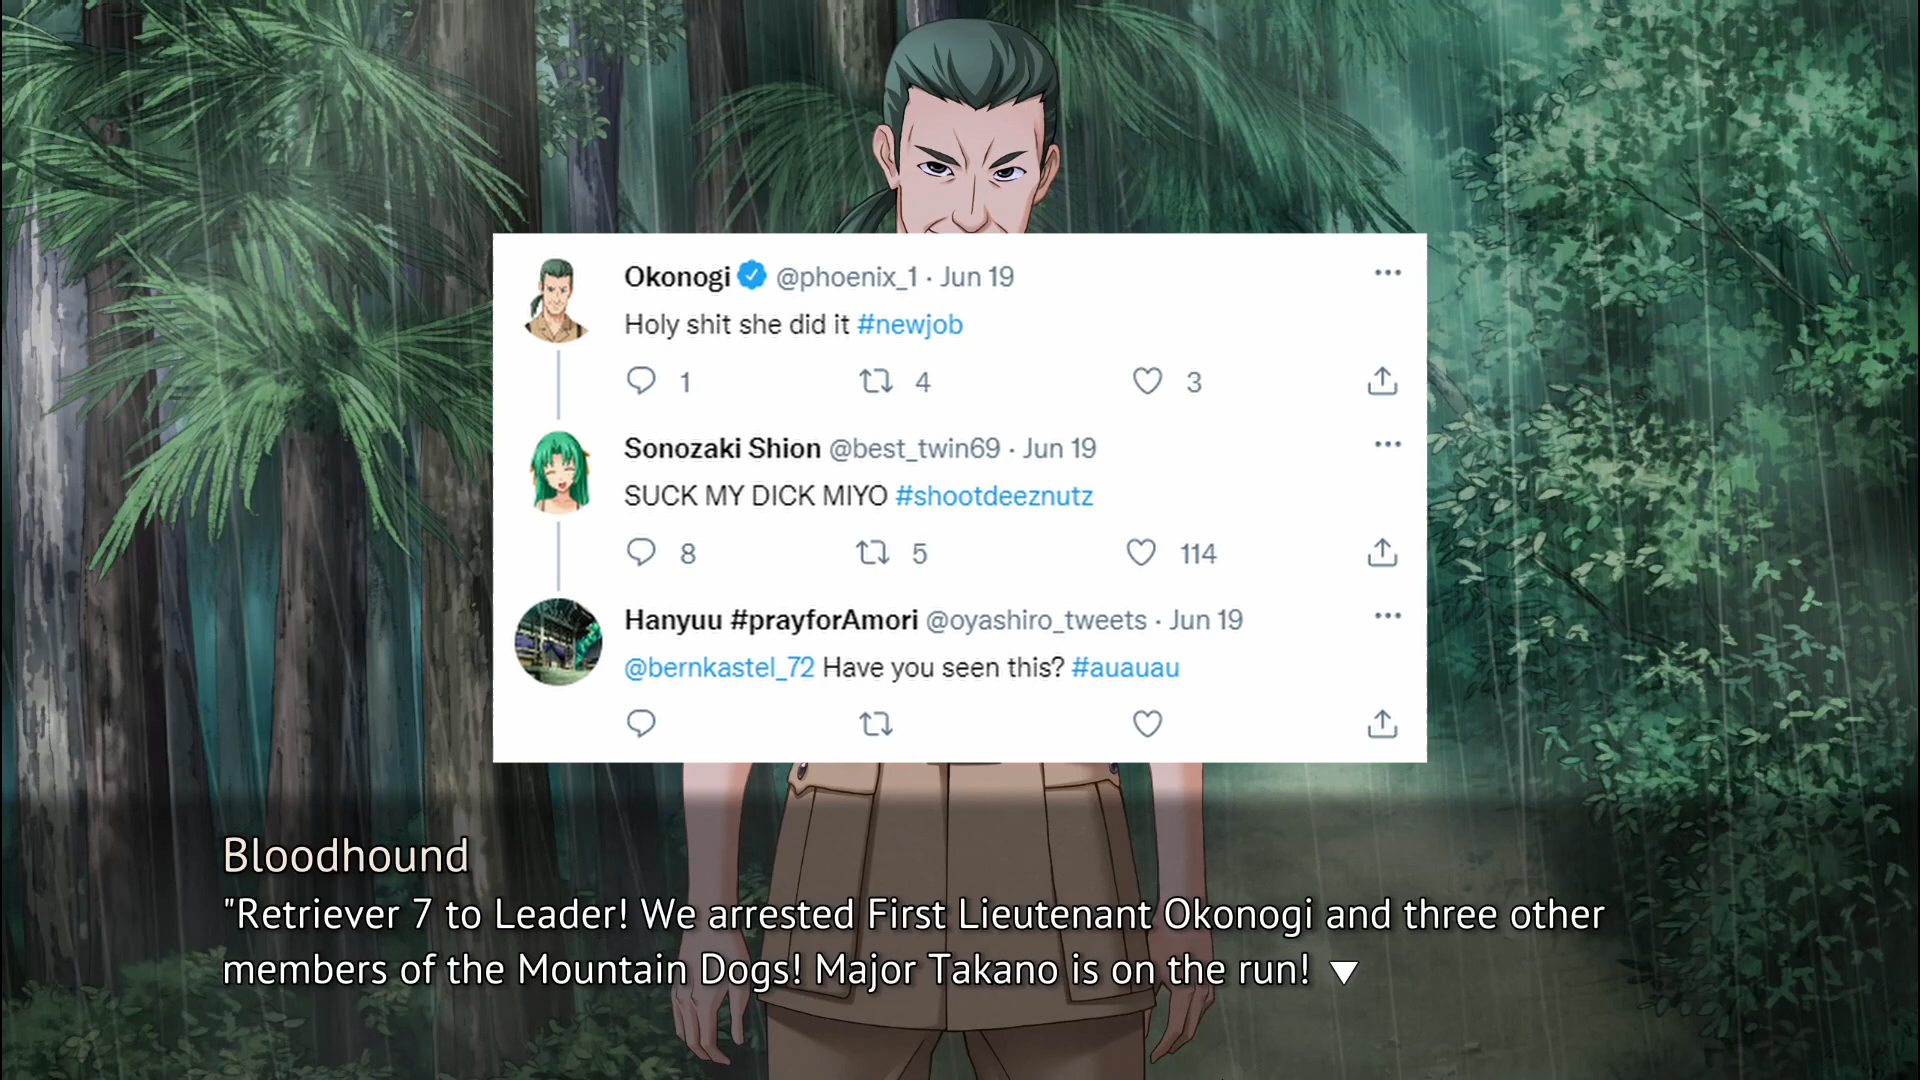 Okonogi @phoenix_1 · Jun 19
Holy shit she did it #newjob
1 4 3
Sonozaki Shion @best_twin69 · Jun 19
SUCK MY DICK MIYO #shootdeeznutz
8 5 114
Hanyuu #prayforAmori @oyashiro_tweets · Jun 19
@bernkastel_72 Have you seen this? #auauau
Bloodhound
"Retriever 7 to Leader! We arrested First Lieutenant Okonogi and three other
members of the Mountain Dogs! Major Takano is on the run!